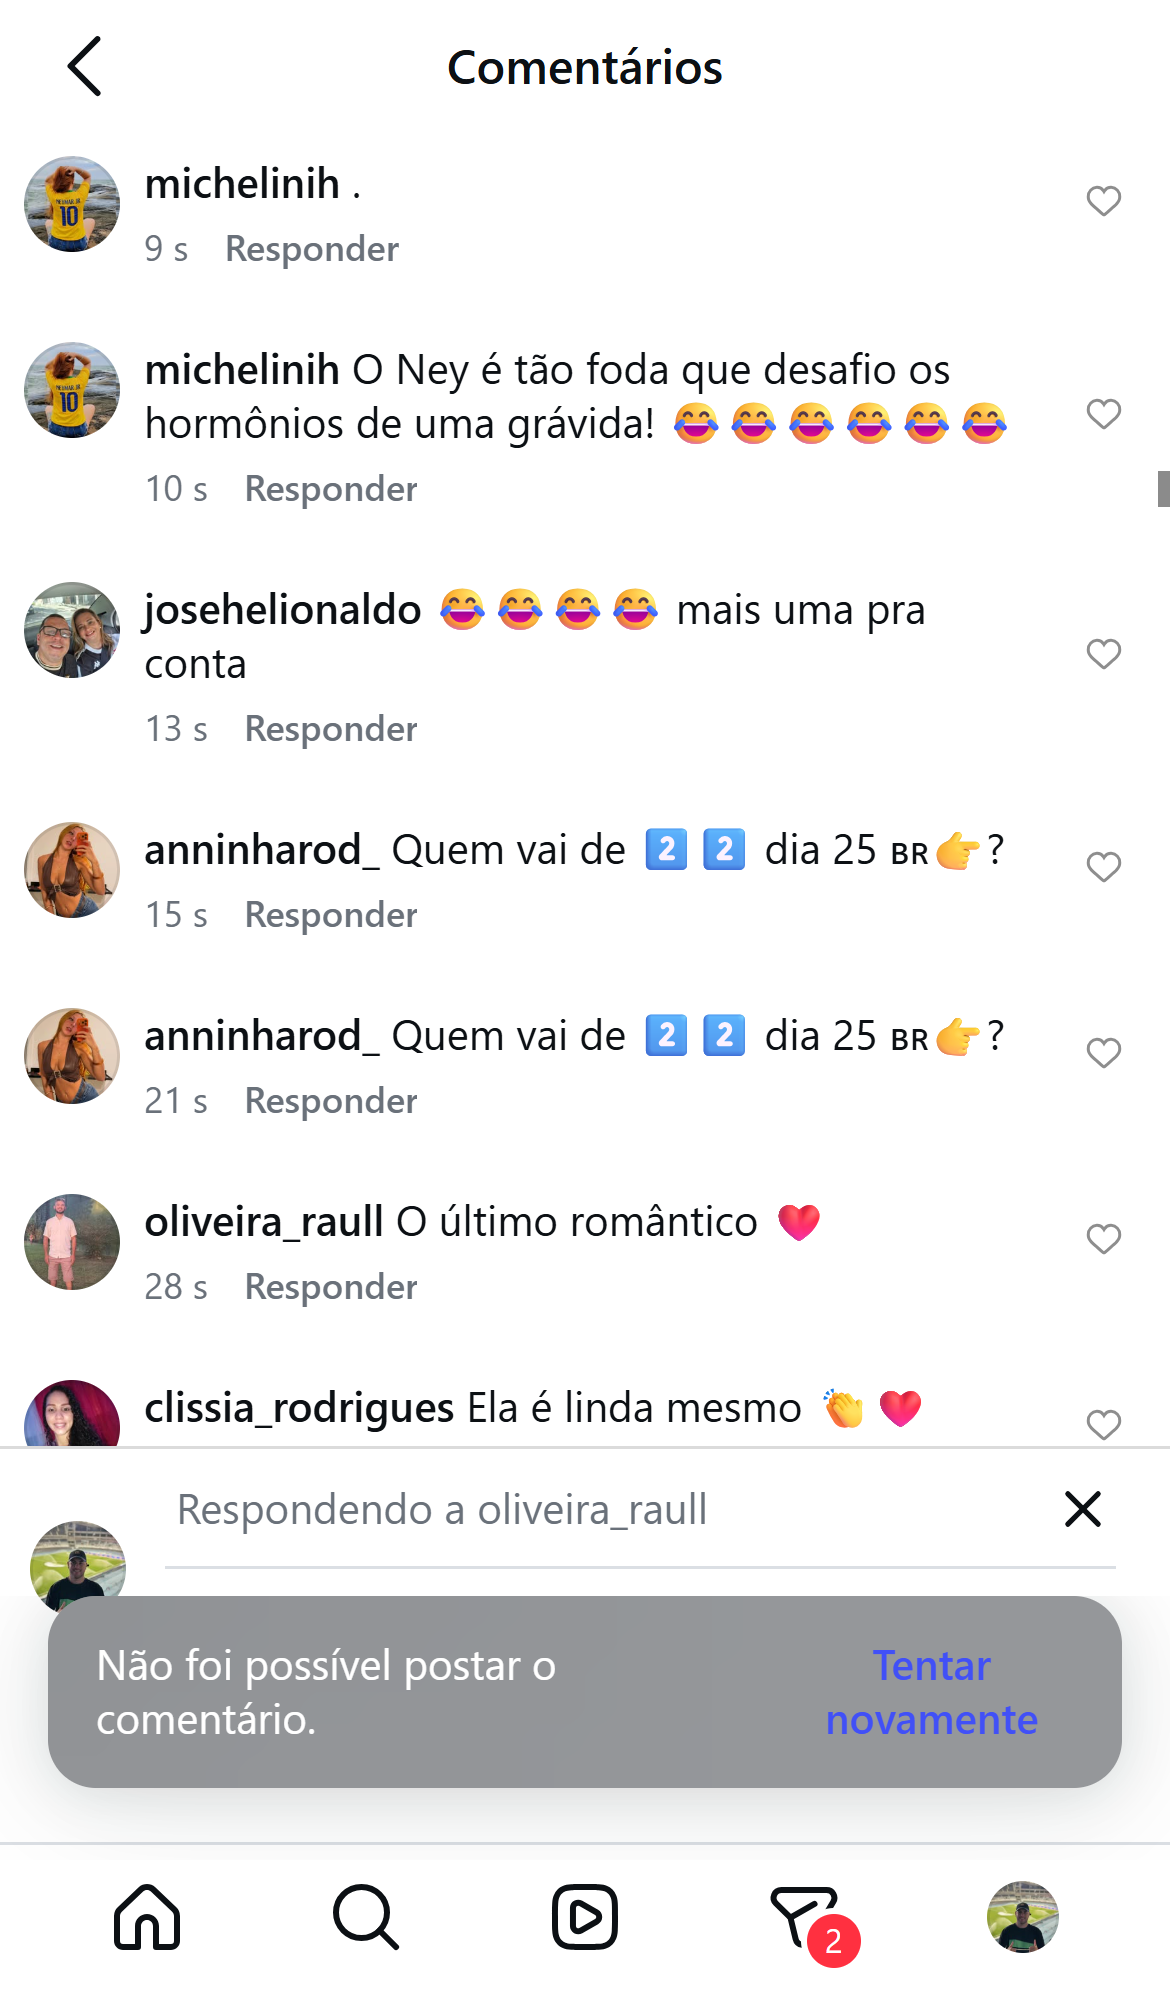 Comentários
michelinih .
9 s Responder
michelinih O Ney é tão foda que desafio os
hormônios de uma grávida! 😂😂😂😂😂😂
10 s Responder
josehelionaldo 😂😂😂😂 mais uma pra
conta
13 s Responder
anninharod_ Quem vai de 2️⃣2️⃣ dia 25 ʙʀ👉?
15 s Responder
anninharod_ Quem vai de 2️⃣2️⃣ dia 25 ʙʀ👉?
21 s Responder
oliveira_raull O último romântico ❤️
28 s Responder
clissia_rodrigues Ela é linda mesmo 👏❤️
Respondendo a oliveira_raull
Não foi possível postar o
comentário.
Tentar
novamente
2